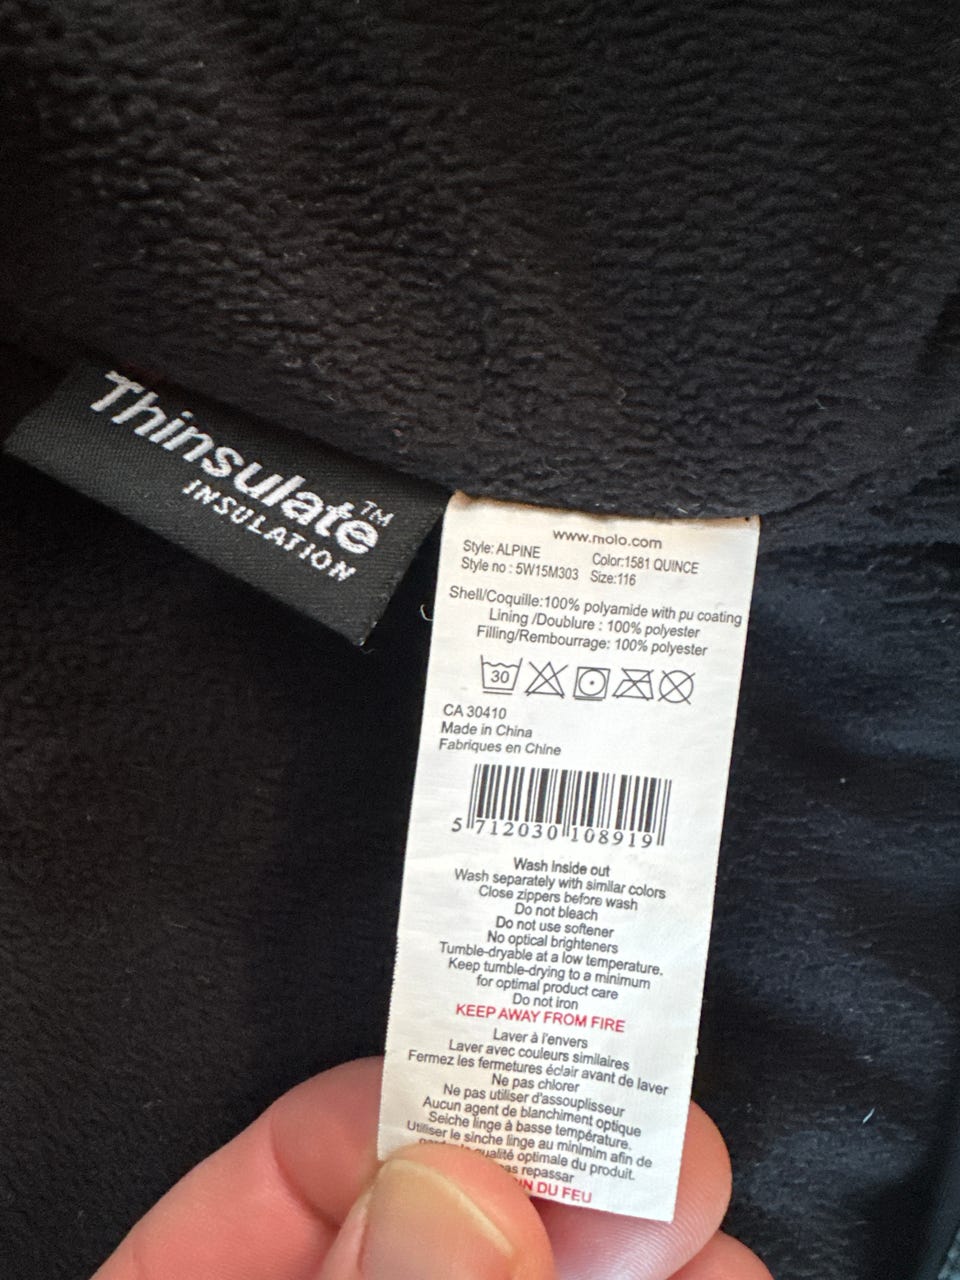 Thinsulate™
INSULATION
www.molo.com
Style: ALPINE Color:1581 QUINCE
Style no : 5W15M303 Size:116
Shell/Coquille:100% polyamide with pu coating
Lining /Doublure : 100% polyester
Filling/Rembourrage: 100% polyester
30
CA 30410
Made in China
Fabriques en Chine
5 712030 108919
Wash inside out
Wash separately with similar colors
Close zippers before wash
Do not bleach
Do not use softener
No optical brighteners
Tumble-dryable at a low temperature.
Keep tumble-drying to a minimum
for optimal product care
Do not iron
KEEP AWAY FROM FIRE
Laver à l'envers
Laver avec couleurs similaires
Fermez les fermetures éclair avant de laver
Ne pas chlorer
Ne pas utiliser d'assouplisseur
Aucun agent de blanchiment optique
Seiche linge à basse température.
Utiliser le sinche linge au minimim afin de
qualité optimale du produit.
pas repassar
DU FEU